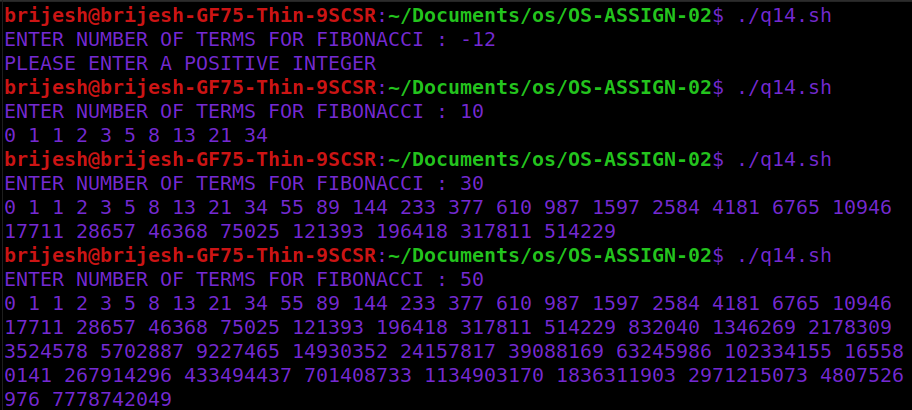 brijesh@brijesh-GF75-Thin-9SCSR:~/Documents/os/OS-ASSIGN-02$ ./q14.sh
ENTER NUMBER OF TERMS FOR FIBONACCI : -12
PLEASE ENTER A POSITIVE INTEGER
brijesh@brijesh-GF75-Thin-9SCSR:~/Documents/os/OS-ASSIGN-02$ ./q14.sh
ENTER NUMBER OF TERMS FOR FIBONACCI : 10
0 1 1 2 3 5 8 13 21 34
brijesh@brijesh-GF75-Thin-9SCSR:~/Documents/os/OS-ASSIGN-02$ ./q14.sh
ENTER NUMBER OF TERMS FOR FIBONACCI : 30
0 1 1 2 3 5 8 13 21 34 55 89 144 233 377 610 987 1597 2584 4181 6765 10946
17711 28657 46368 75025 121393 196418 317811 514229
brijesh@brijesh-GF75-Thin-9SCSR:~/Documents/os/OS-ASSIGN-02$ ./q14.sh
ENTER NUMBER OF TERMS FOR FIBONACCI : 50
0 1 1 2 3 5 8 13 21 34 55 89 144 233 377 610 987 1597 2584 4181 6765 10946
17711 28657 46368 75025 121393 196418 317811 514229 832040 1346269 2178309
3524578 5702887 9227465 14930352 24157817 39088169 63245986 102334155 16558
0141 267914296 433494437 701408733 1134903170 1836311903 2971215073 4807526
976 7778742049